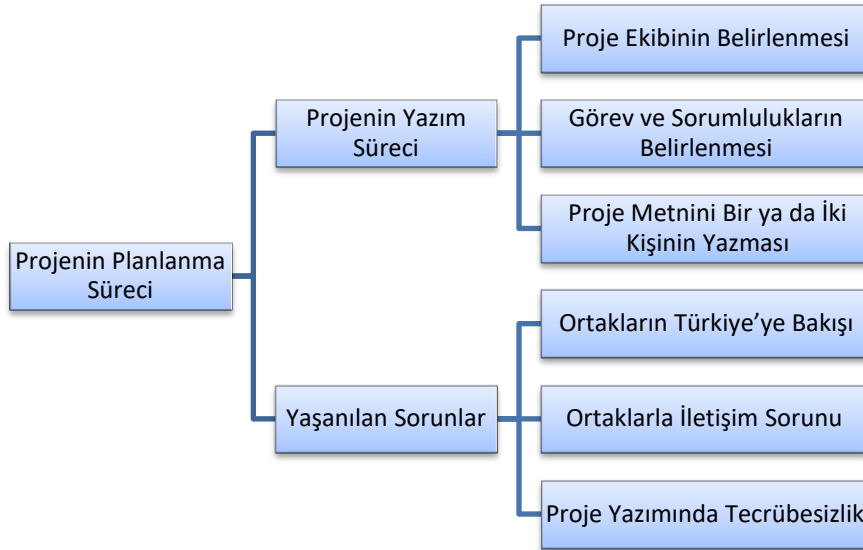 Projenin Planlanma
Süreci
Projenin Yazım
Süreci
Proje Ekibinin Belirlenmesi
Görev ve Sorumlulukların
Belirlenmesi
Proje Metnini Bir ya da İki
Kişinin Yazması
Yaşanılan Sorunlar
Ortakların Türkiye’ye Bakışı
Ortaklarla İletişim Sorunu
Proje Yazımında Tecrübesizlik